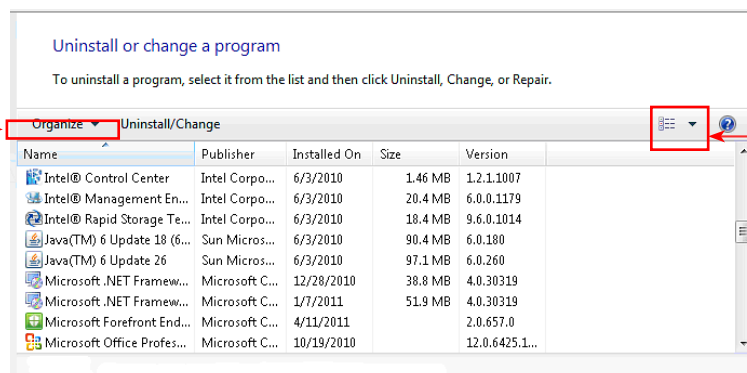 Uninstall or change a program
To uninstall a program, select it from the list and then click Uninstall, Change, or Repair.
Organize Uninstall/Change
Name Publisher Installed On Size Version
Intel® Control Center Intel Corpo... 6/3/2010 1.46 MB 1.2.1.1007
Intel® Management En... Intel Corpo... 6/3/2010 20.4 MB 6.0.0.1179
Intel® Rapid Storage Te... Intel Corpo... 6/3/2010 18.4 MB 9.6.0.1014
Java(TM) 6 Update 18 (6... Sun Micros... 6/3/2010 90.4 MB 6.0.180
Java(TM) 6 Update 26 Sun Micros... 6/3/2010 97.1 MB 6.0.260
Microsoft .NET Framew... Microsoft C... 12/28/2010 38.8 MB 4.0.30319
Microsoft .NET Framew... Microsoft C... 1/7/2011 51.9 MB 4.0.30319
Microsoft Forefront End... Microsoft C... 4/11/2011 2.0.657.0
Microsoft Office Profes... Microsoft C... 10/19/2010 12.0.6425.1...